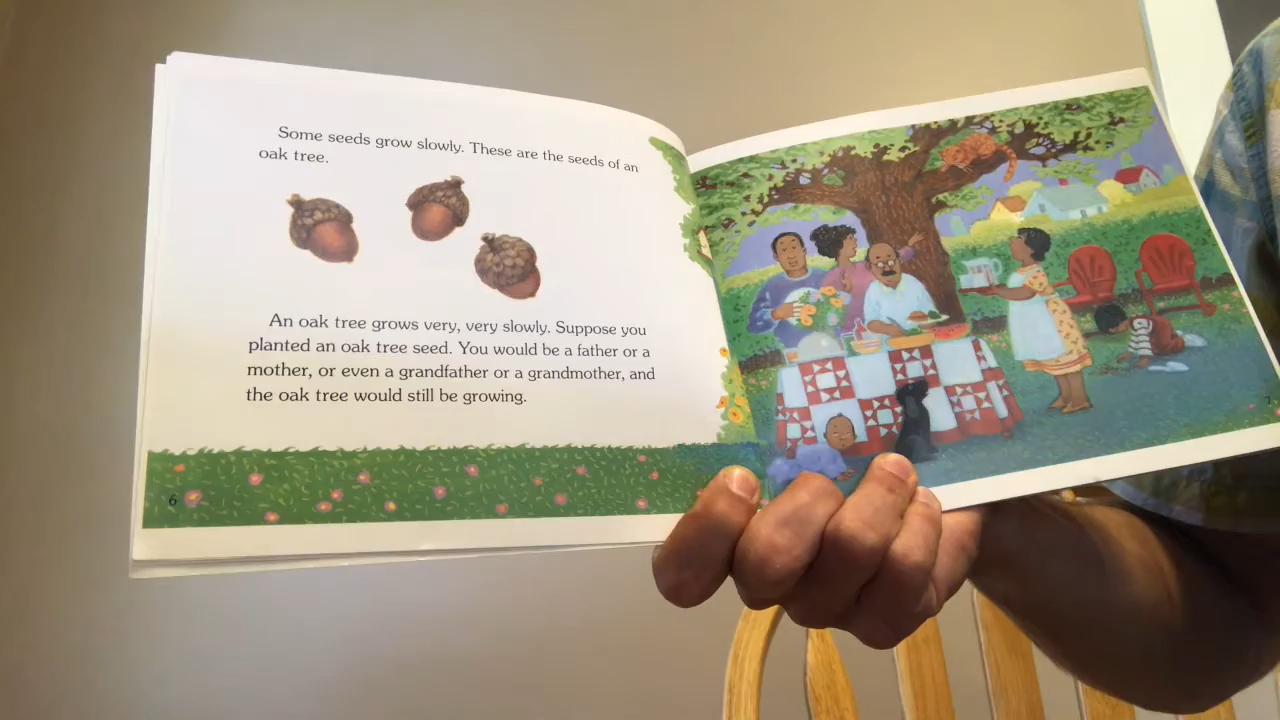 Some seeds grow slowly. These are the seeds of an
oak tree.
An oak tree grows very, very slowly. Suppose you
planted an oak tree seed. You would be a father or a
mother, or even a grandfather or a grandmother, and
the oak tree would still be growing.
6
7